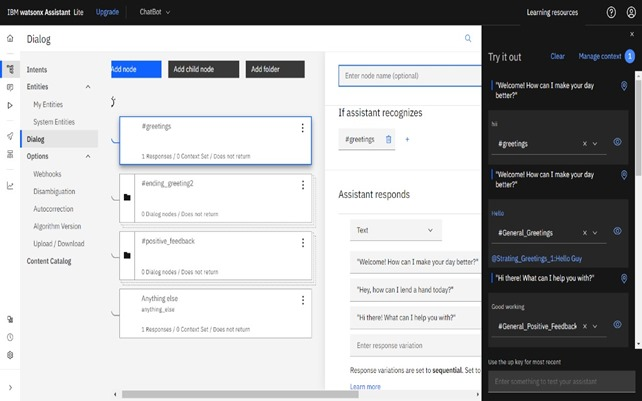 IBM watsonx Assistant Lite
Upgrade
ChatBot
Learning resources
Dialog
Intents
Entities
My Entities
System Entities
Dialog
Options
Webhooks
Disambiguation
Autocorrection
Algorithm Version
Upload / Download
Content Catalog
Add node
Add child node
Add folder
#greetings
1 Responses / 0 Context Set / Does not return
#ending_greeting2
0 Dialog nodes / Does not return
#positive_feedback
0 Dialog nodes / Does not return
Anything else
anything_else
1 Responses / 0 Context Set / Does not return
Enter node name (optional)
If assistant recognizes
#greetings
Assistant responds
Text
"Welcome! How can I make your day better?"
"Hey, how can I lend a hand today?"
"Hi there! What can I help you with?"
Enter response variation
Response variations are set to sequential. Set to
Learn more
Try it out
Clear
Manage context
1
"Welcome! How can I make your day
better?"
hii
#greetings
"Welcome! How can I make your day
better?"
Hello
#General_Greetings
@Strating_Greetings_1:Hello Guy
"Hi there! What can I help you with?"
Good working
#General_Positive_Feedback
Use the up key for most recent
Enter something to test your assistant